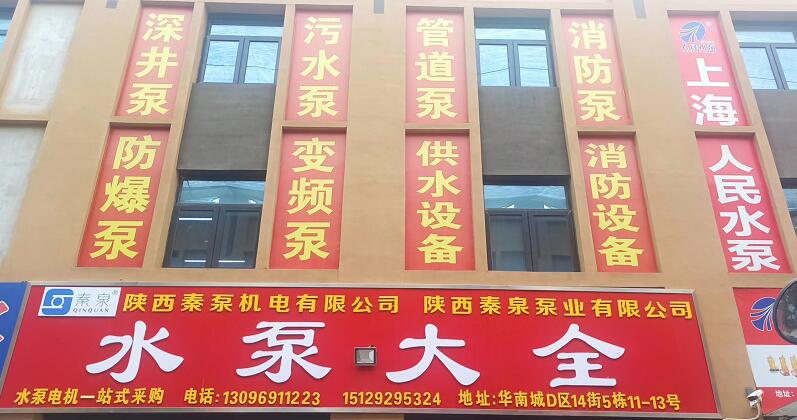 深井泵
污水泵
管道泵
消防泵
上海
防爆泵
变频泵
供水设备
消防设备
人民水泵
秦泉®
QINQUAN
陕西秦泵机电有限公司 陕西秦泉泵业有限公司
水泵大全
水泵电机一站式采购 电话:13096911223 15129295324 地址:华南城D区14街5栋11-13号